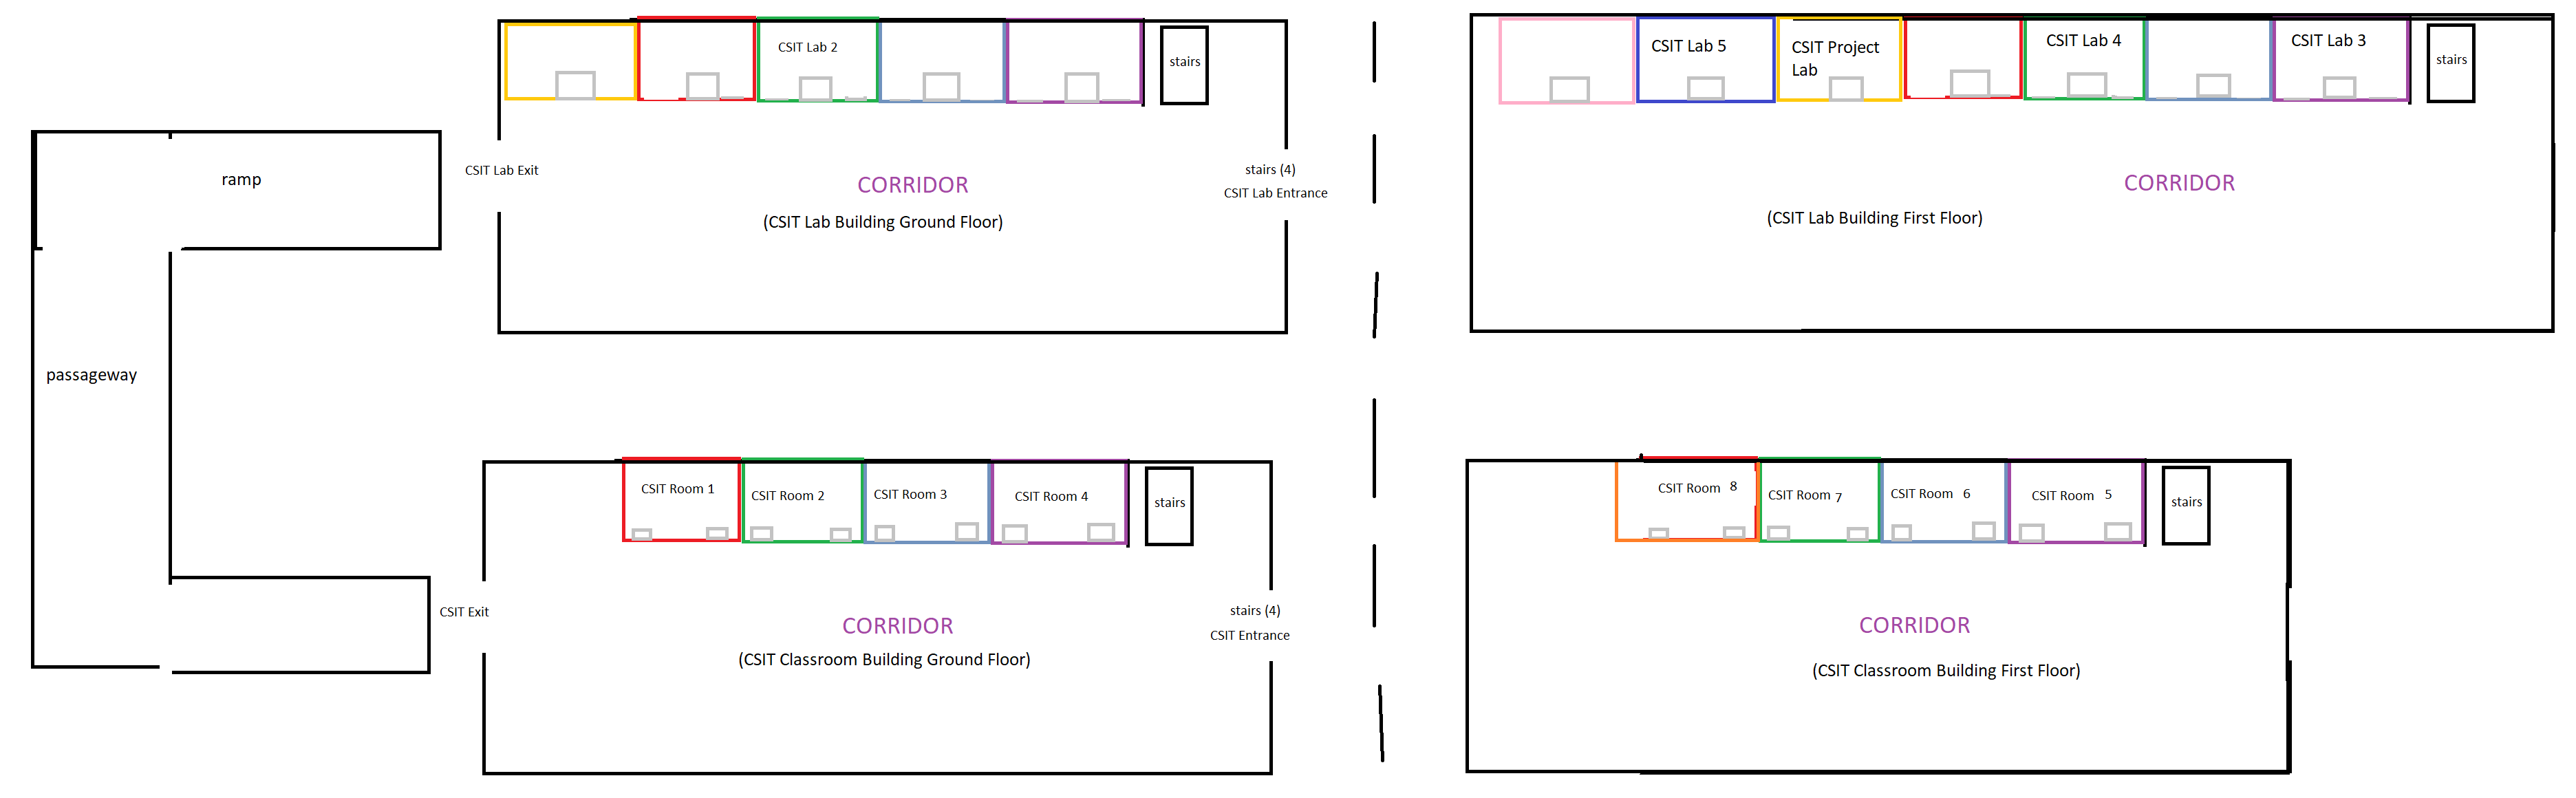 CSIT Lab 2
stairs
ramp
CSIT Lab Exit
CORRIDOR
(CSIT Lab Building Ground Floor)
stairs (4)
CSIT Lab Entrance
CSIT Lab 5
CSIT Project
Lab
CSIT Lab 4
CSIT Lab 3
stairs
CORRIDOR
(CSIT Lab Building First Floor)
passageway
CSIT Room 1
CSIT Room 2
CSIT Room 3
CSIT Room 4
stairs
CSIT Exit
CORRIDOR
(CSIT Classroom Building Ground Floor)
stairs (4)
CSIT Entrance
CSIT Room 8
CSIT Room 7
CSIT Room 6
CSIT Room 5
stairs
CORRIDOR
(CSIT Classroom Building First Floor)